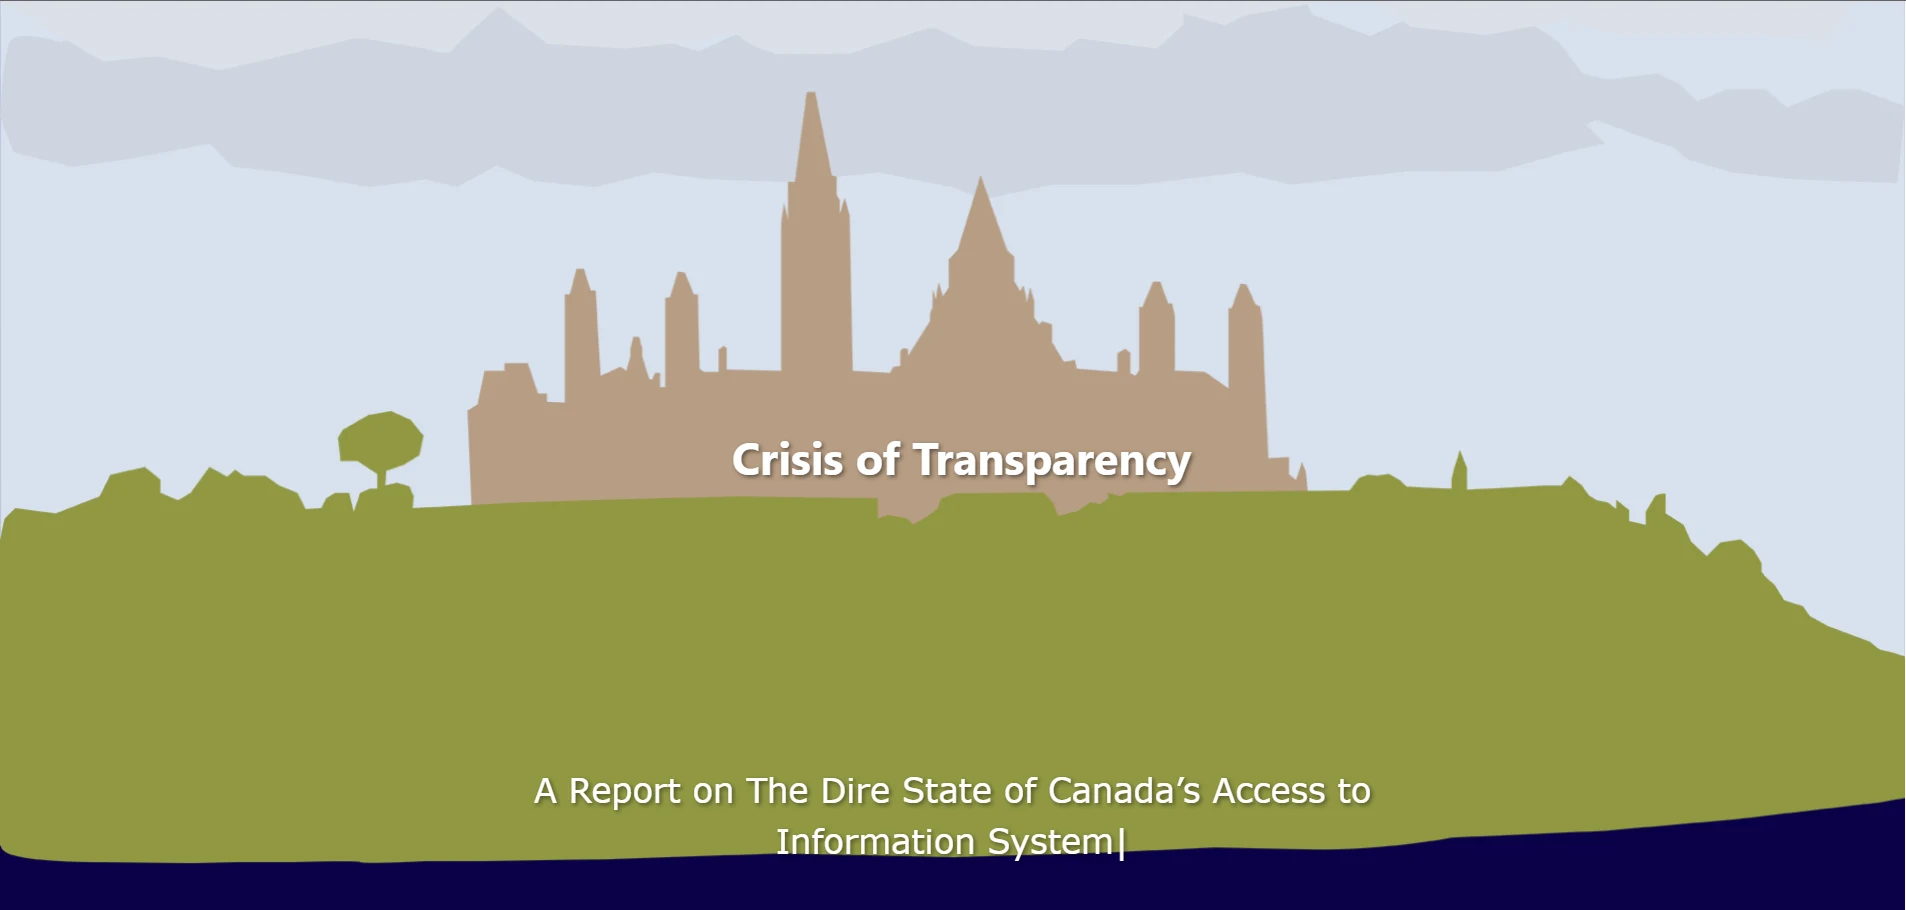 Crisis of Transparency
A Report on The Dire State of Canada’s Access to
Information System|